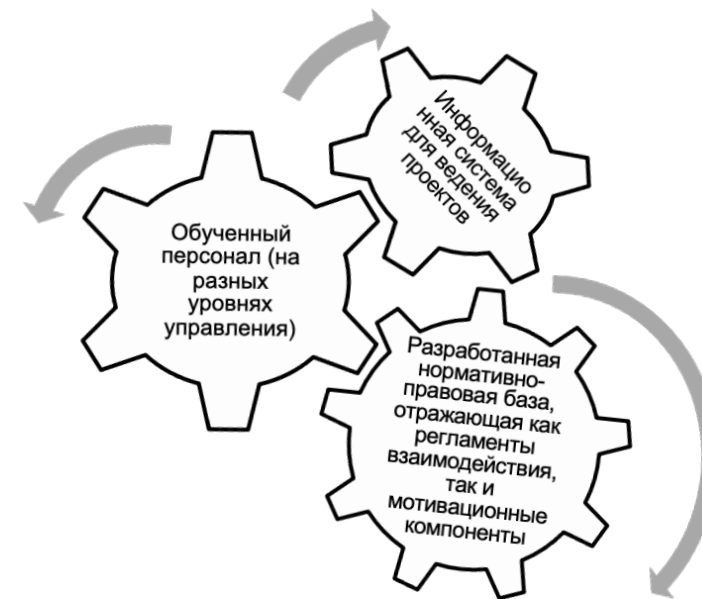 Информацио
нная система
для ведения
проектов
Обученный
персонал (на
разных
уровнях
управления)
Разработанная
нормативно-
правовая база,
отражающая как
регламенты
взаимодействия,
так и
мотивационные
компоненты